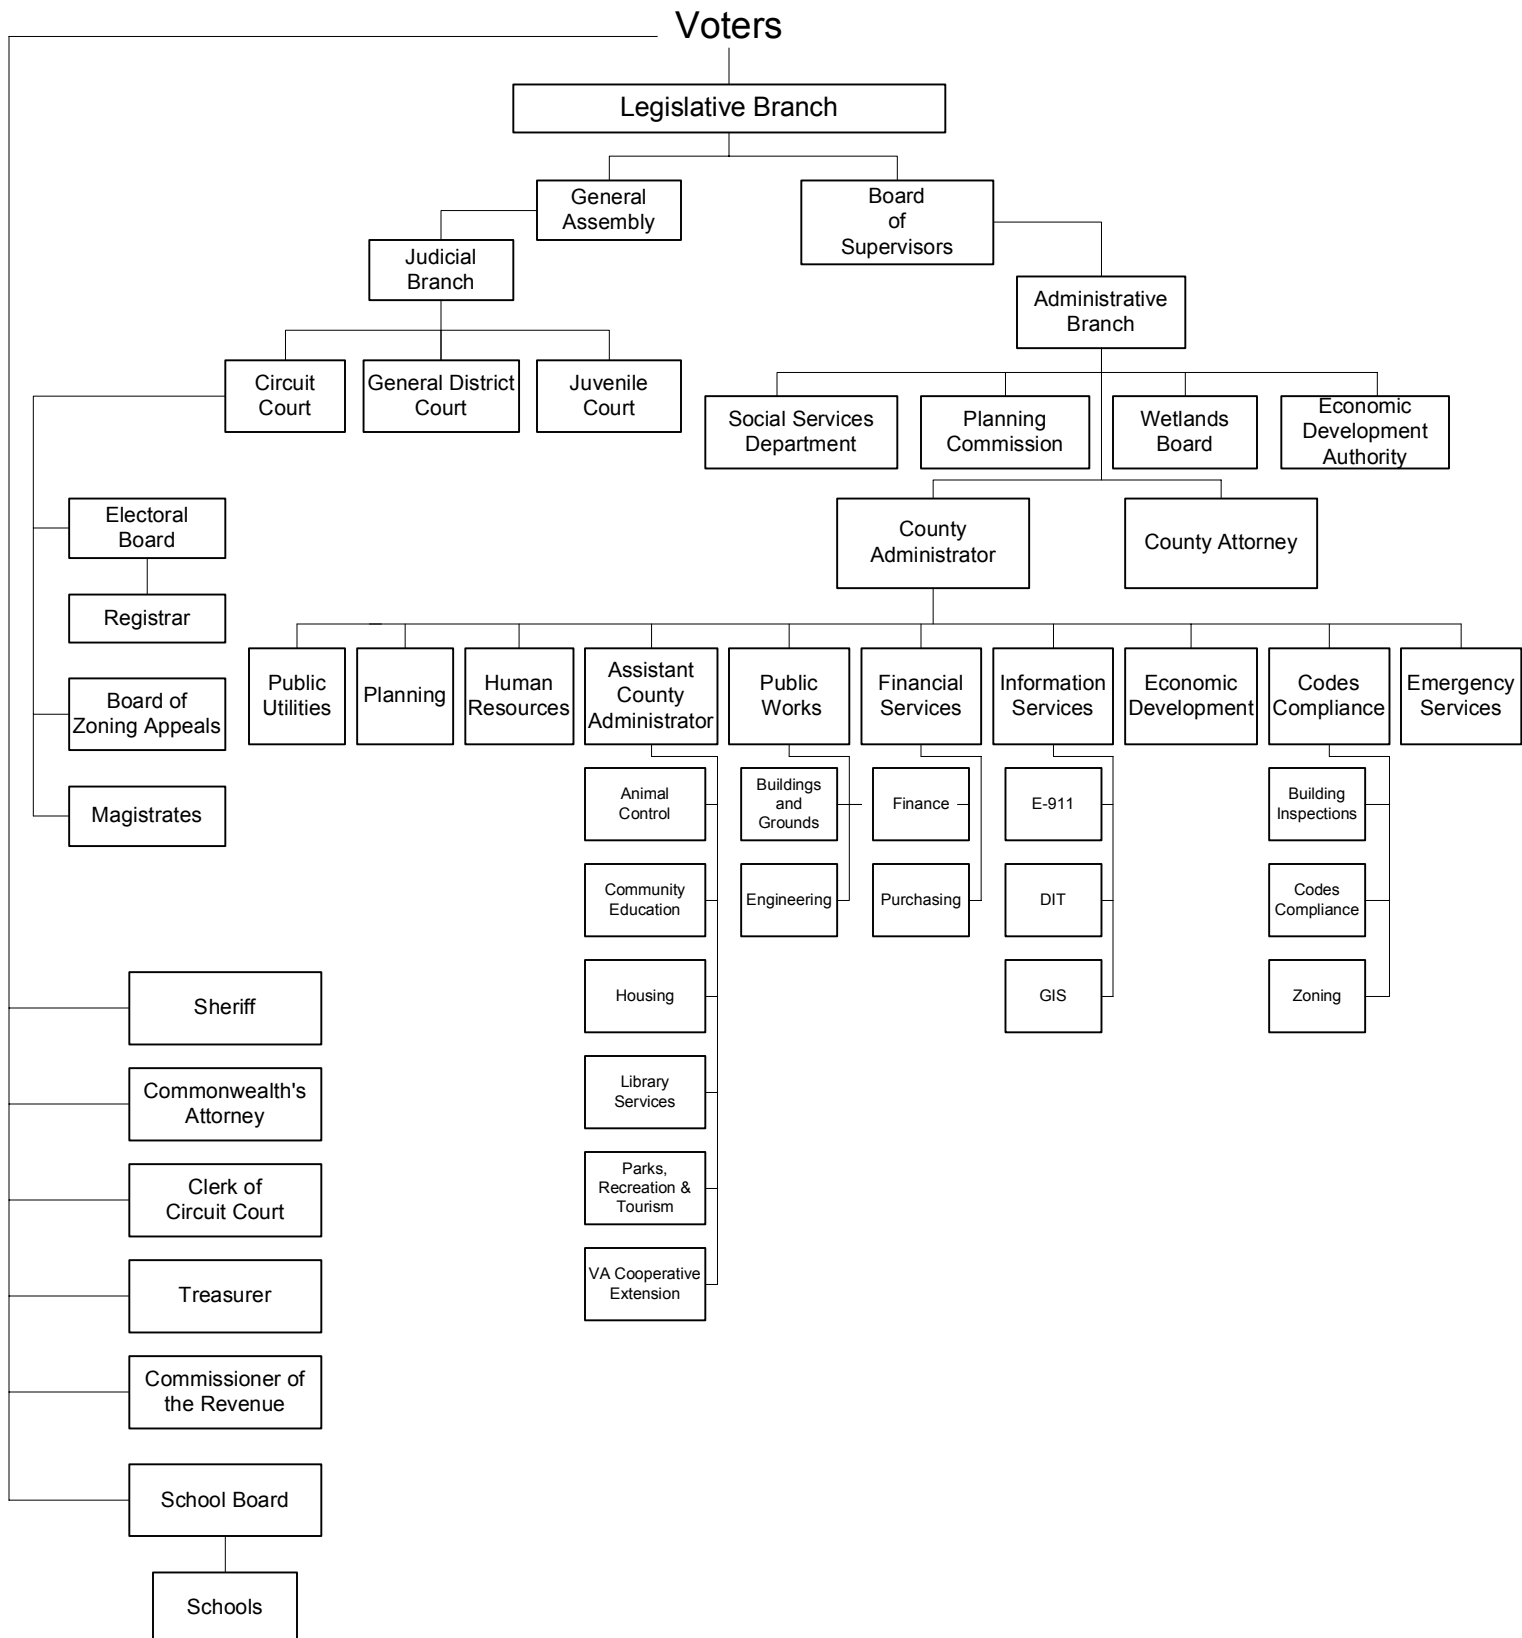 Voters
Legislative Branch
General
Assembly
Board
of
Supervisors
Judicial
Branch
Administrative
Branch
Circuit
Court
General District
Court
Juvenile
Court
Social Services
Department
Planning
Commission
Wetlands
Board
Economic
Development
Authority
Electoral
Board
County
Administrator
County Attorney
Registrar
Public
Utilities
Planning
Human
Resources
Assistant
County
Administrator
Public
Works
Financial
Services
Information
Services
Economic
Development
Codes
Compliance
Emergency
Services
Board of
Zoning Appeals
Magistrates
Animal
Control
Buildings
and
Grounds
Finance
E-911
Building
Inspections
Community
Education
Engineering
Purchasing
DIT
Codes
Compliance
Housing
GIS
Zoning
Library
Services
Parks,
Recreation &
Tourism
VA Cooperative
Extension
Sheriff
Commonwealth's
Attorney
Clerk of
Circuit Court
Treasurer
Commissioner of
the Revenue
School Board
Schools